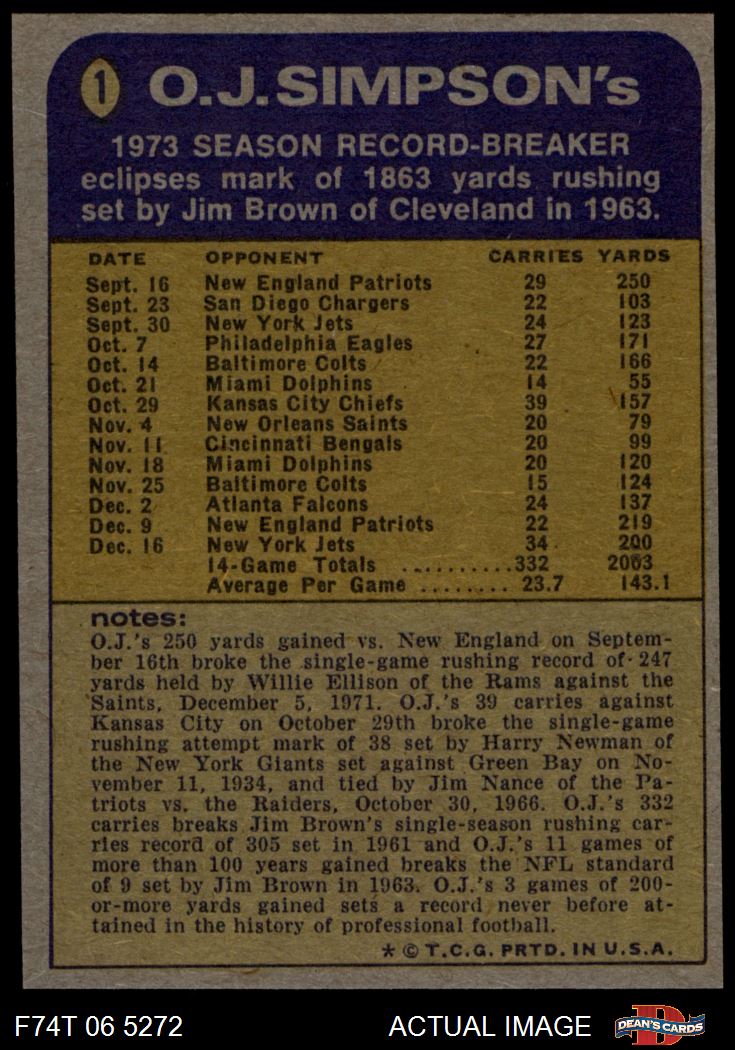 1 O.J.SIMPSON's
1973 SEASON RECORD-BREAKER
eclipses mark of 1863 yards rushing
set by Jim Brown of Cleveland in 1963.
DATE OPPONENT CARRIES YARDS
Sept. 16 New England Patriots 29 250
Sept. 23 San Diego Chargers 22 103
Sept. 30 New York Jets 24 123
Oct. 7 Philadelphia Eagles 27 171
Oct. 14 Baltimore Colts 22 166
Oct. 21 Miami Dolphins 14 55
Oct. 29 Kansas City Chiefs 39 157
Nov. 4 New Orleans Saints 20 79
Nov. 11 Cincinnati Bengals 20 99
Nov. 18 Miami Dolphins 20 120
Nov. 25 Baltimore Colts 15 124
Dec. 2 Atlanta Falcons 24 137
Dec. 9 New England Patriots 22 219
Dec. 16 New York Jets 34 200
14-Game Totals ..........332 2003
Average Per Game ........ 23.7 143.1
notes:
O.J.'s 250 yards gained vs. New England on Septem-
ber 16th broke the single-game rushing record of 247
yards held by Willie Ellison of the Rams against the
Saints, December 5, 1971. O.J.'s 39 carries against
Kansas City on October 29th broke the single-game
rushing attempt mark of 38 set by Harry Newman of
the New York Giants set against Green Bay on No-
vember 11, 1934, and tied by Jim Nance of the Pa-
triots vs. the Raiders, October 30, 1966. O.J.'s 332
carries breaks Jim Brown's single-season rushing car-
ries record of 305 set in 1961 and O.J.'s 11 games of
more than 100 years gained breaks the NFL standard
of 9 set by Jim Brown in 1963. O.J.'s 3 games of 200-
or-more yards gained sets a record never before at-
tained in the history of professional football.
* © T.C.G. PRTD. IN U.S.A.
F74T 06 5272 ACTUAL IMAGE D DEAN'S CARDS